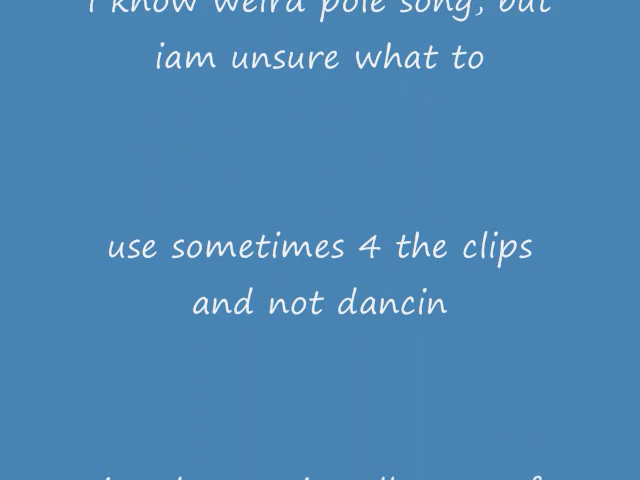 i know weird pole song, but
iam unsure what to
use sometimes 4 the clips
and not dancin